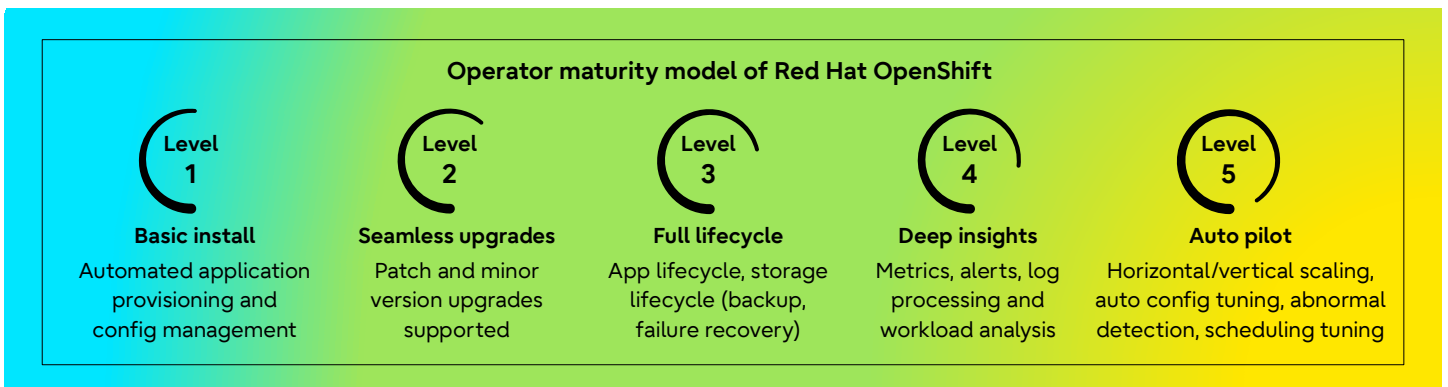 Operator maturity model of Red Hat OpenShift
Level
1
Basic install
Automated application
provisioning and
config management
Level
2
Seamless upgrades
Patch and minor
version upgrades
supported
Level
3
Full lifecycle
App lifecycle, storage
lifecycle (backup,
failure recovery)
Level
4
Deep insights
Metrics, alerts, log
processing and
workload analysis
Level
5
Auto pilot
Horizontal/vertical scaling,
auto config tuning, abnormal
detection, scheduling tuning